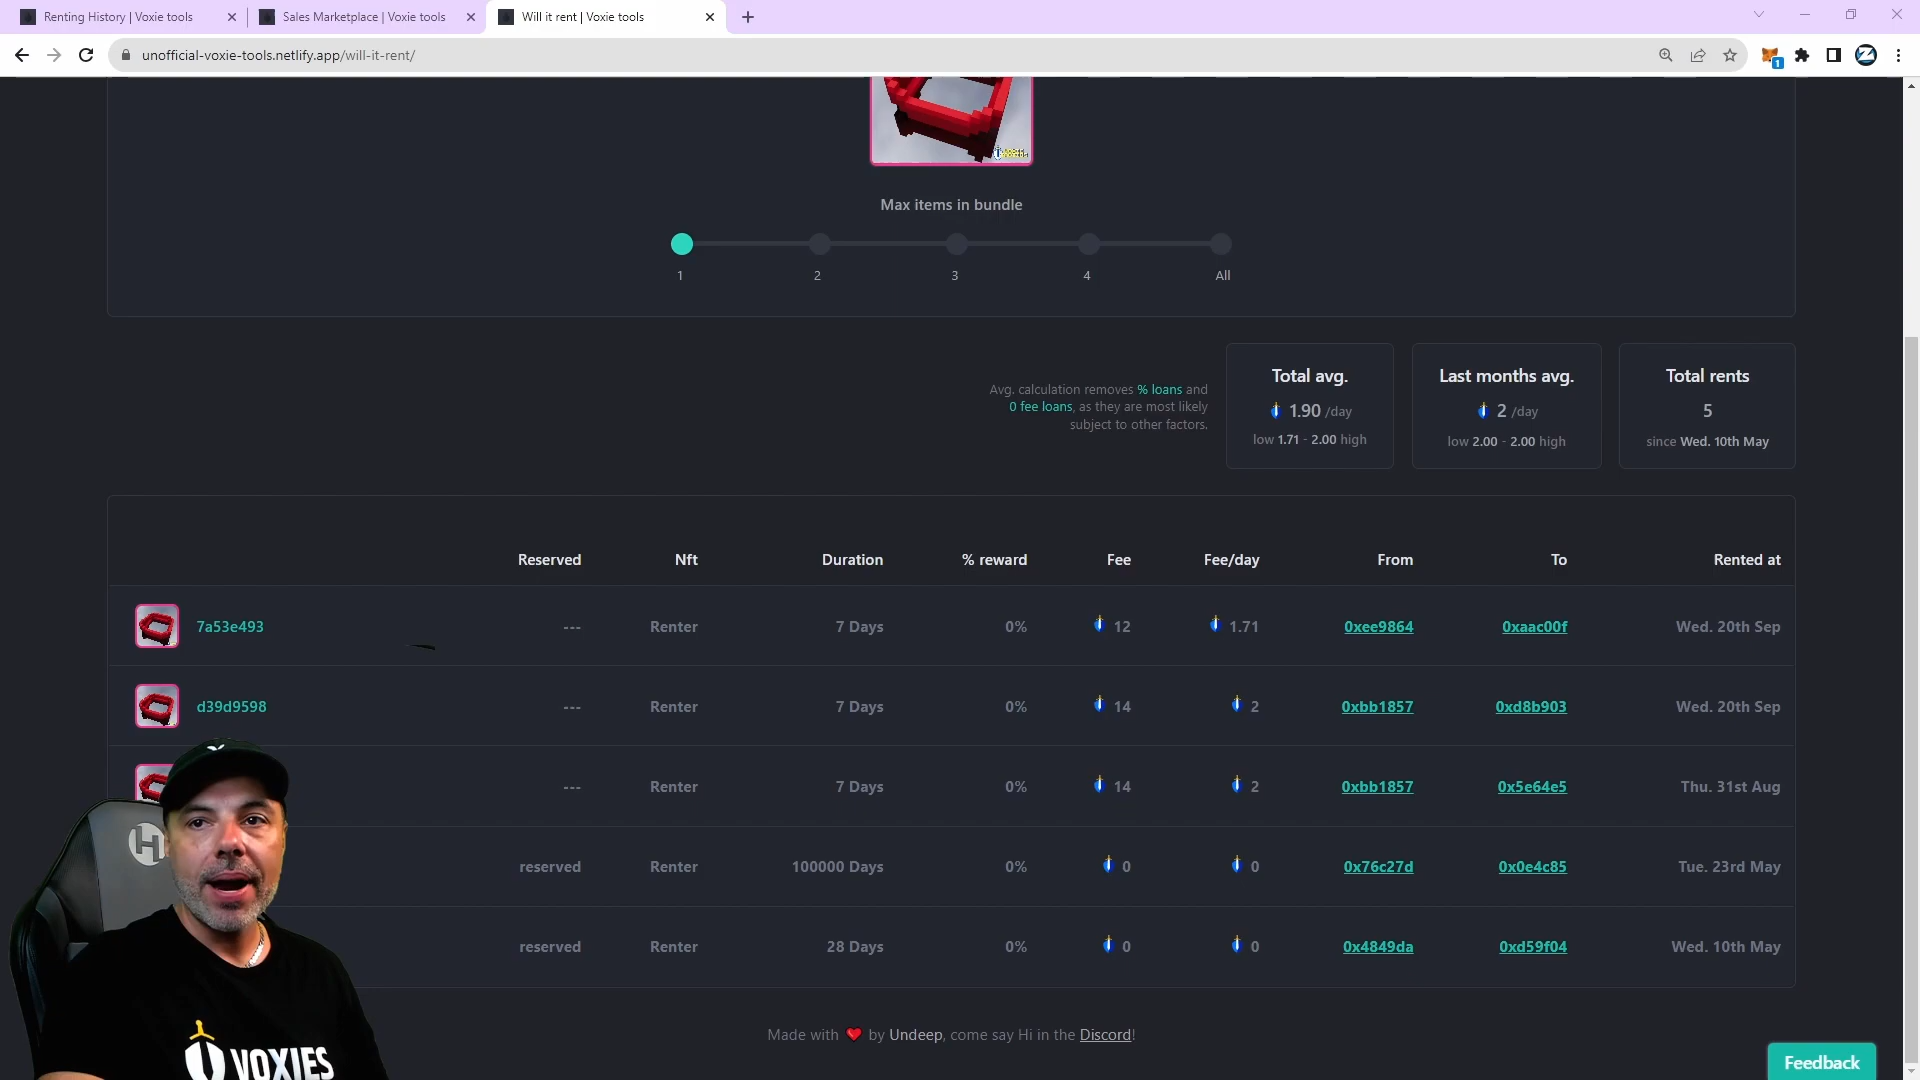 Renting History | Voxie tools
Sales Marketplace | Voxie tools
Will it rent | Voxie tools
unofficial-voxie-tools.netlify.app/will-it-rent/
1
Max items in bundle
1 2 3 4 All
Avg. calculation removes % loans and
0 fee loans, as they are most likely
subject to other factors.
Total avg.
1.90 /day
low 1.71 - 2.00 high
Last months avg.
2 /day
low 2.00 - 2.00 high
Total rents
5
since Wed. 10th May
Reserved Nft Duration % reward Fee Fee/day From To Rented at
7a53e493 --- Renter 7 Days 0% 12 1.71 0xee9864 0xaac00f Wed. 20th Sep
d39d9598 --- Renter 7 Days 0% 14 2 0xbb1857 0xd8b903 Wed. 20th Sep
--- Renter 7 Days 0% 14 2 0xbb1857 0x5e64e5 Thu. 31st Aug
reserved Renter 100000 Days 0% 0 0 0x76c27d 0x0e4c85 Tue. 23rd May
reserved Renter 28 Days 0% 0 0 0x4849da 0xd59f04 Wed. 10th May
H
VOXIES
Made with ❤ by Undeep, come say Hi in the Discord!
Feedback